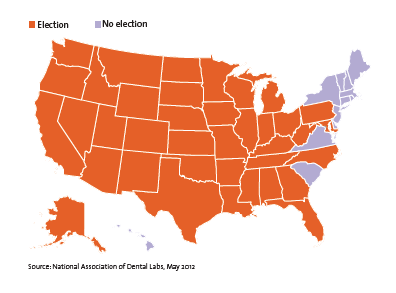 Election No election
Source: National Association of Dental Labs, May 2012